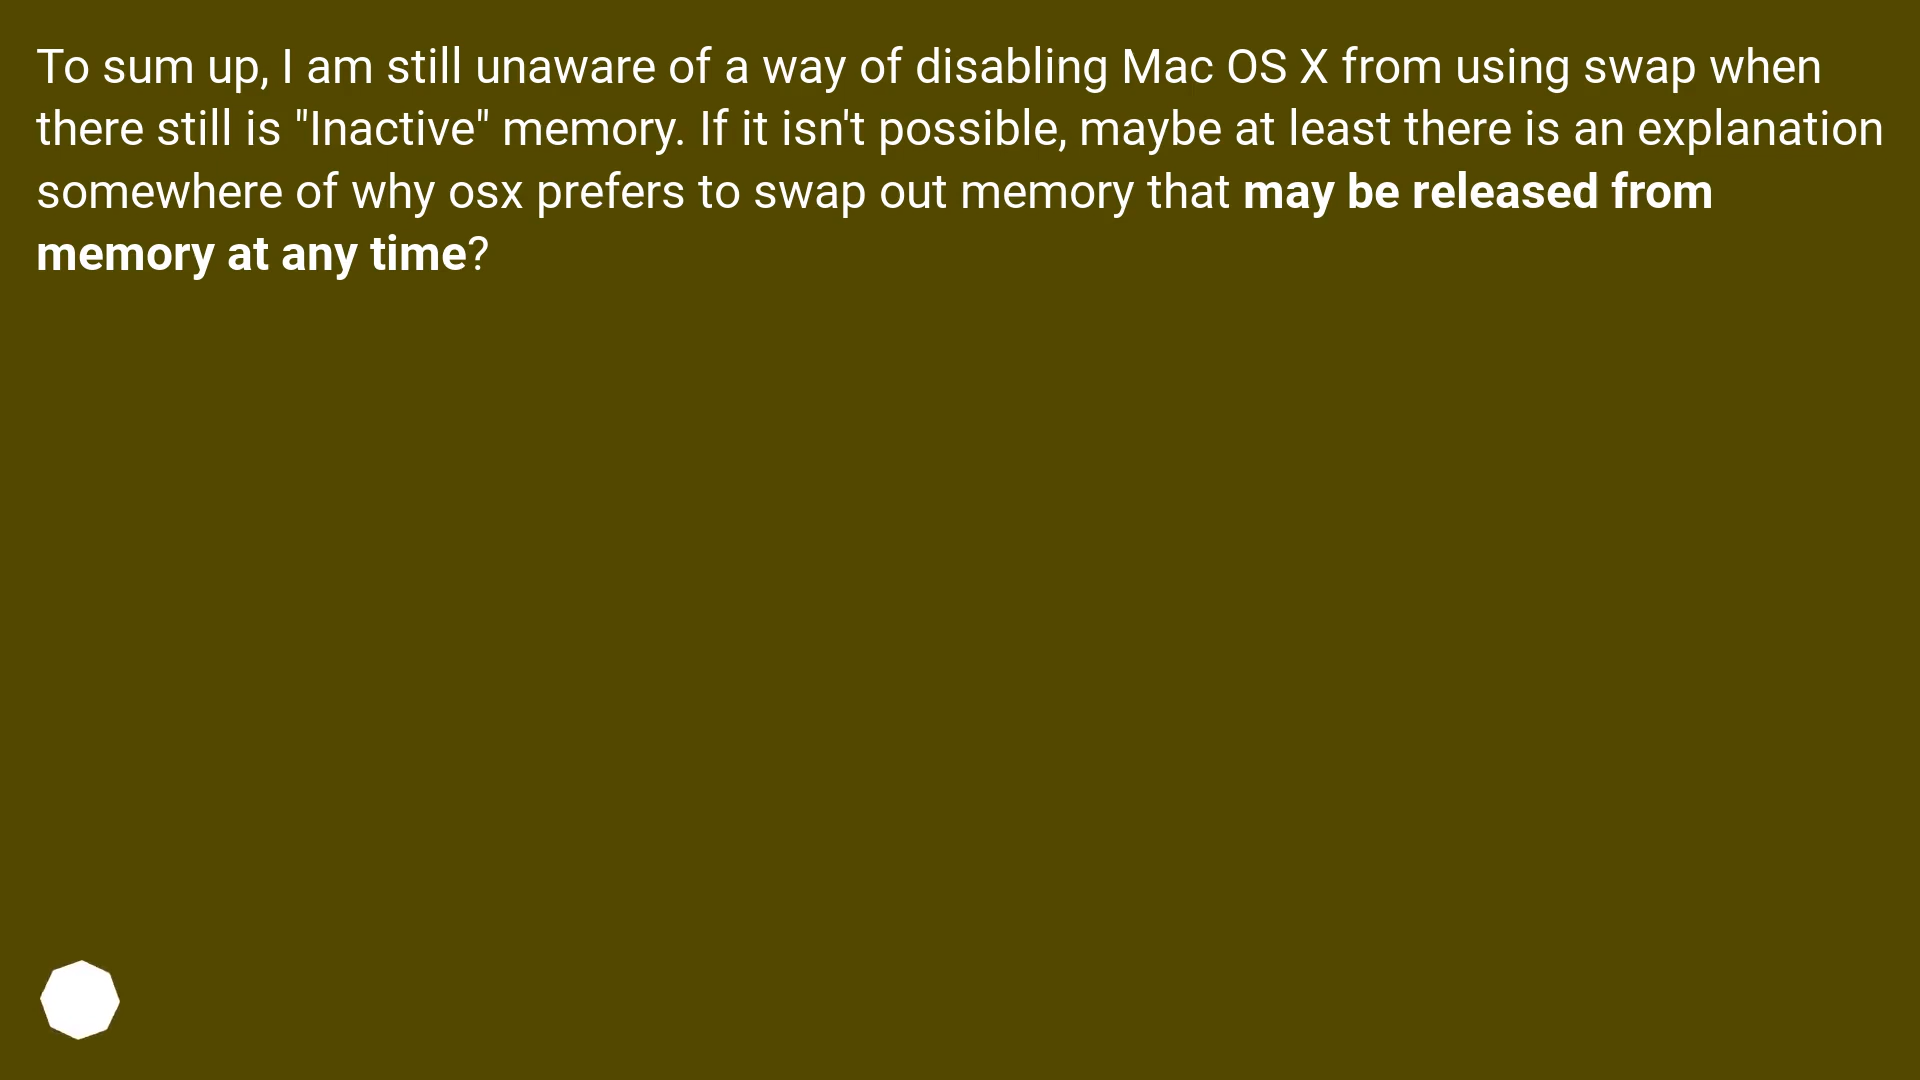 To sum up, I am still unaware of a way of disabling Mac OS X from using swap when
there still is "Inactive" memory. If it isn't possible, maybe at least there is an explanation
somewhere of why osx prefers to swap out memory that may be released from
memory at any time?